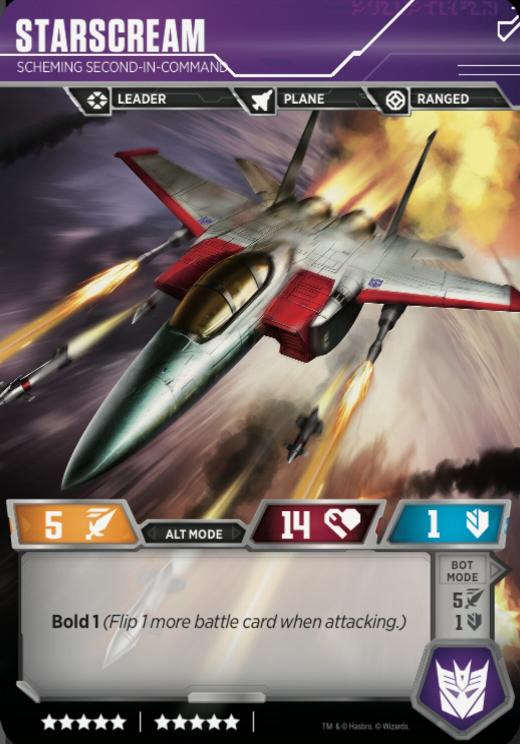 STARSCREAM
SCHEMING SECOND-IN-COMMAND
LEADER PLANE RANGED
5 ALT MODE 14 1
BOT
MODE
5
1
Bold 1 (Flip 1 more battle card when attacking.)
★★★★★ | ★★★★★ |
TM & © Hasbro. © Wizards.